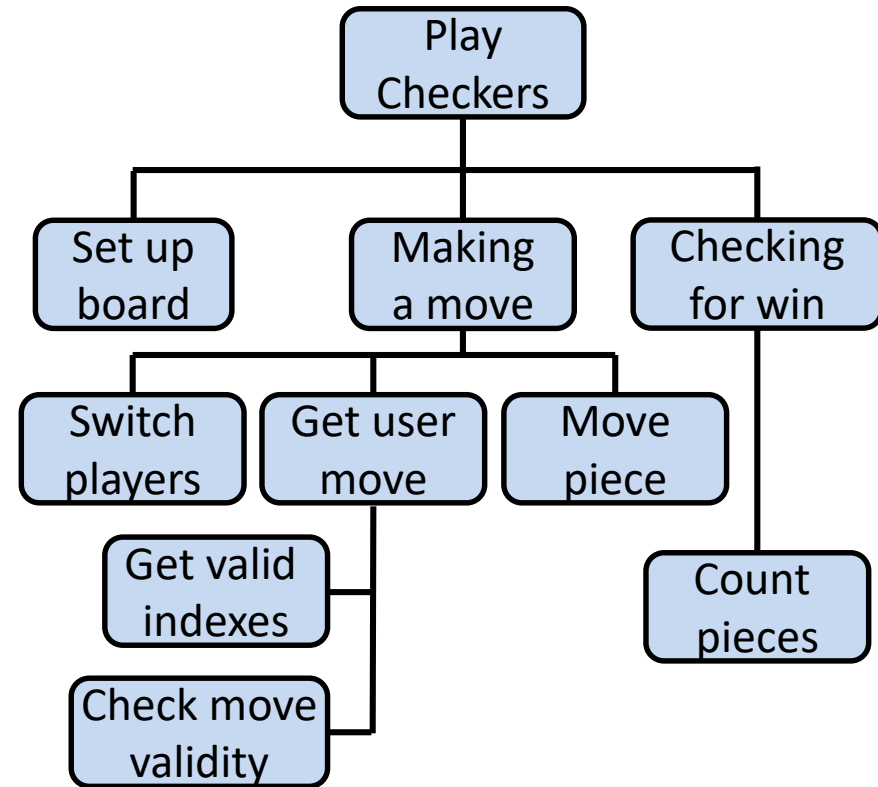 Play
Checkers
Set up
board
Making
a move
Checking
for win
Switch
players
Get user
move
Move
piece
Get valid
indexes
Count
pieces
Check move
validity